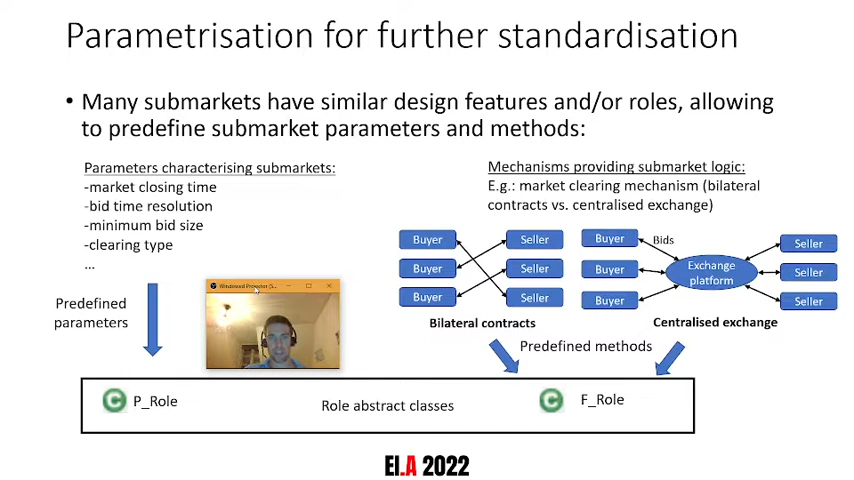 Parametrisation for further standardisation
• Many submarkets have similar design features and/or roles, allowing
to predefine submarket parameters and methods:
Parameters characterising submarkets:
-market closing time
-bid time resolution
-minimum bid size
-clearing type
...
Mechanisms providing submarket logic:
E.g.: market clearing mechanism (bilateral
contracts vs. centralised exchange)
Buyer
Seller
Buyer
Seller
Buyer
Seller
Bilateral contracts
Buyer
Bids
Seller
Buyer
Exchange
platform
Seller
Buyer
Seller
Centralised exchange
Predefined
parameters
Windowed Projector (S...
Predefined methods
C
P_Role
Role abstract classes
C
F_Role
EI.A 2022